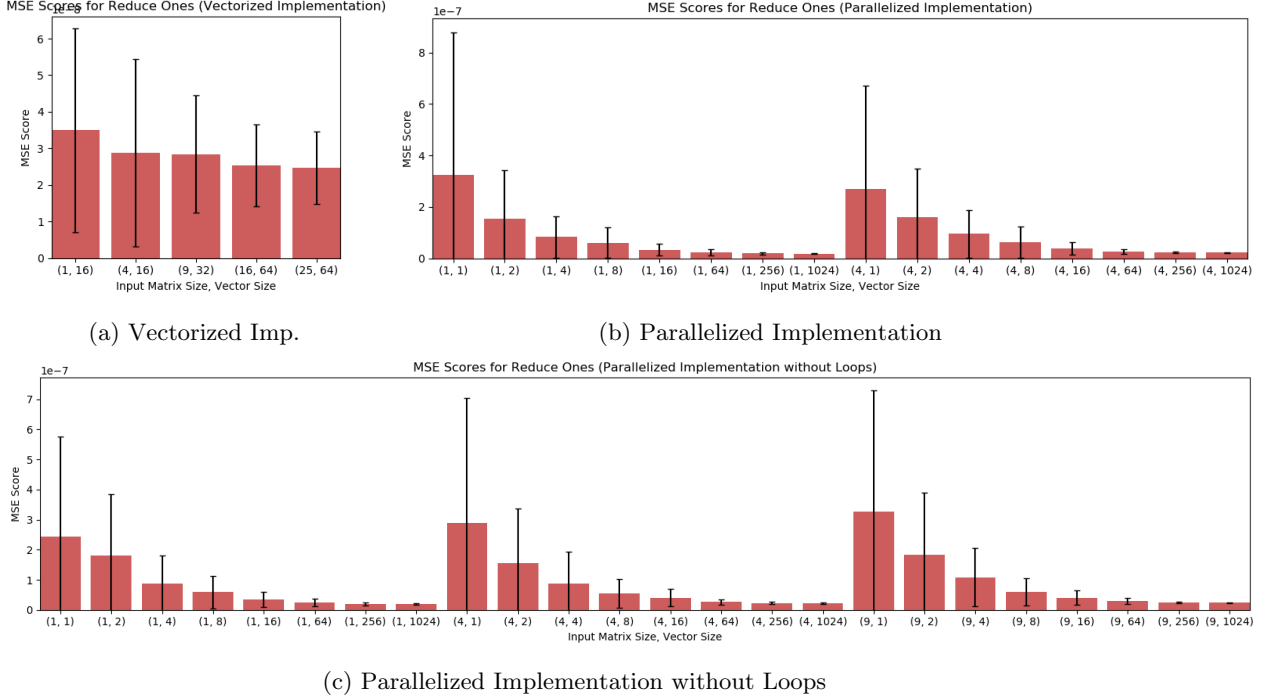 MSE Scores for Reduce Ones (Vectorized Implementation)
1e−8
6
5
4
3
2
1
0
MSE Score
(1, 16) (4, 16) (9, 32) (16, 64) (25, 64)
Input Matrix Size, Vector Size
(a) Vectorized Imp.
MSE Scores for Reduce Ones (Parallelized Implementation)
1e−7
8
6
4
2
0
MSE Score
(1, 1) (1, 2) (1, 4) (1, 8) (1, 16) (1, 64) (1, 256) (1, 1024) (4, 1) (4, 2) (4, 4) (4, 8) (4, 16) (4, 64) (4, 256) (4, 1024)
Input Matrix Size, Vector Size
(b) Parallelized Implementation
MSE Scores for Reduce Ones (Parallelized Implementation without Loops)
1e−7
7
6
5
4
3
2
1
0
MSE Score
(1, 1) (1, 2) (1, 4) (1, 8) (1, 16) (1, 64) (1, 256) (1, 1024) (4, 1) (4, 2) (4, 4) (4, 8) (4, 16) (4, 64) (4, 256) (4, 1024) (9, 1) (9, 2) (9, 4) (9, 8) (9, 16) (9, 64) (9, 256) (9, 1024)
Input Matrix Size, Vector Size
(c) Parallelized Implementation without Loops